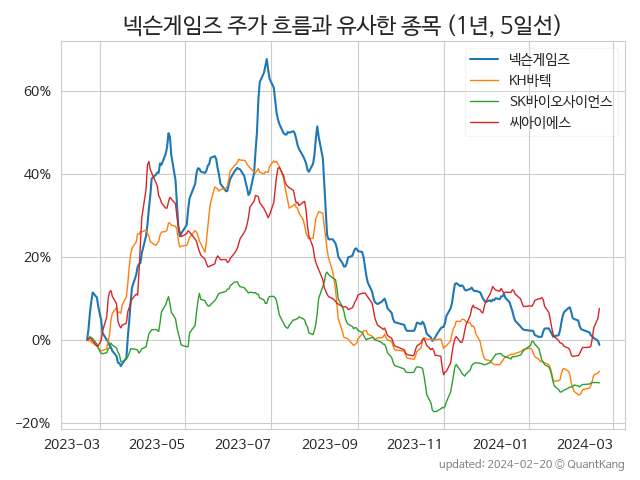 넥슨게임즈 주가 흐름과 유사한 종목 (1년, 5일선)
넥슨게임즈
KH바텍
SK바이오사이언스
씨아이에스
60%
40%
20%
0%
−20%
2023-03 2023-05 2023-07 2023-09 2023-11 2024-01 2024-03
updated: 2024-02-20 © QuantKang